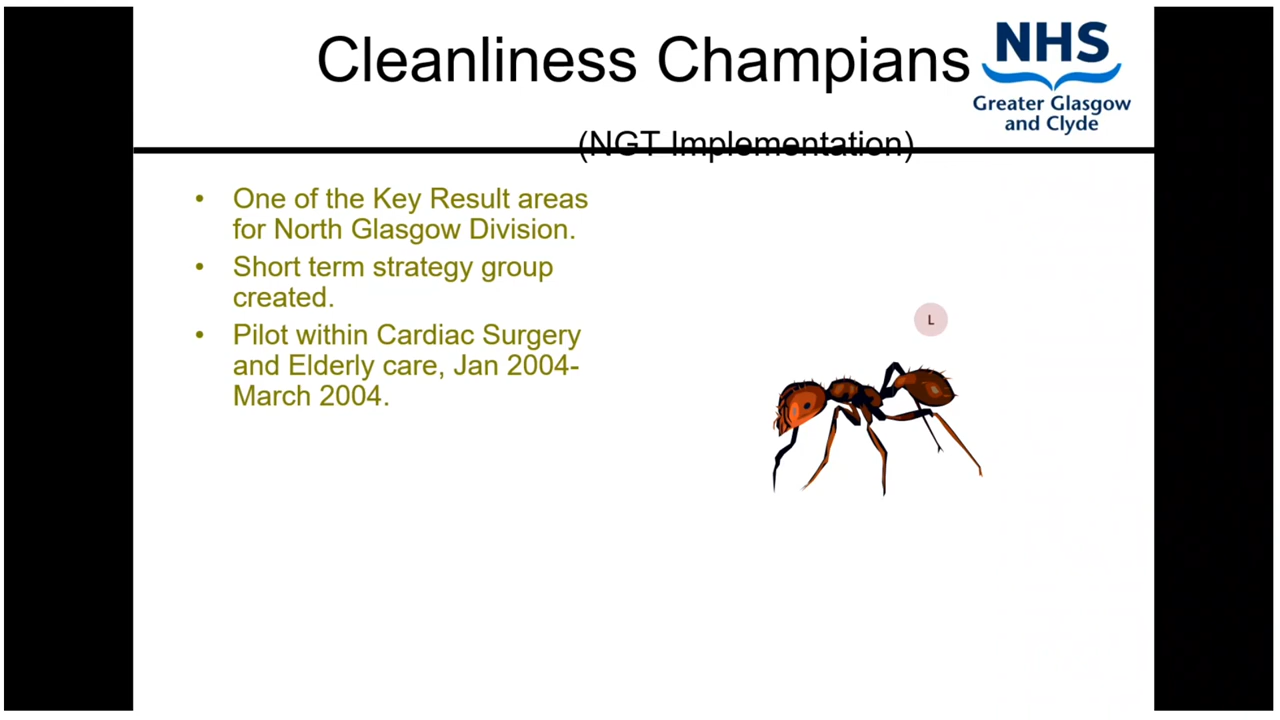 Cleanliness Champians
NHS
Greater Glasgow
and Clyde
(NGT Implementation)
• One of the Key Result areas
for North Glasgow Division.
• Short term strategy group
created.
• Pilot within Cardiac Surgery
and Elderly care, Jan 2004-
March 2004.
L